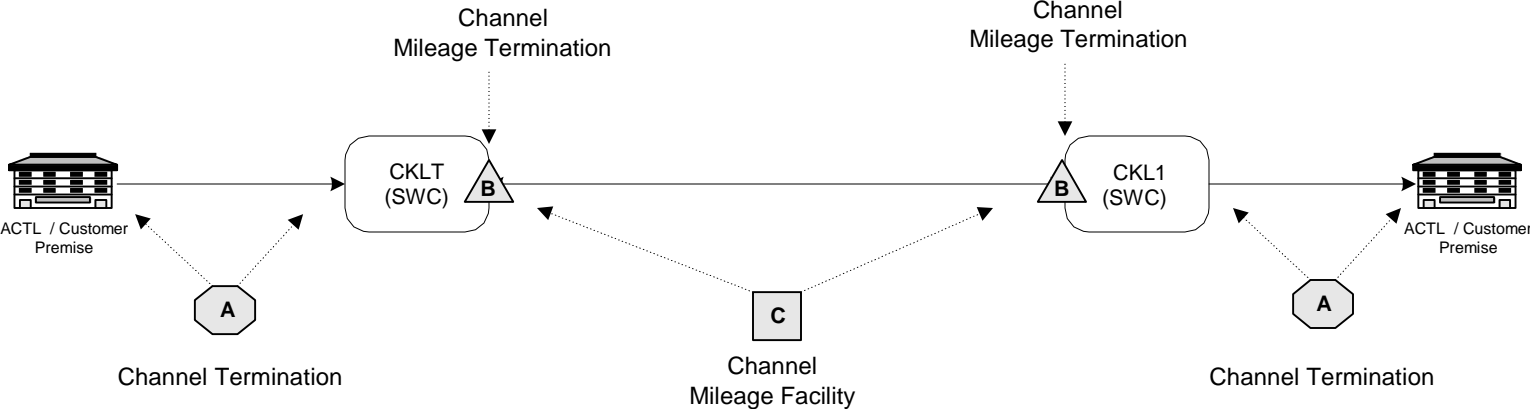 Channel
Mileage Termination
Channel
Mileage Termination
CKLT
(SWC)
B
B
CKL1
(SWC)
ACTL / Customer
Premise
ACTL / Customer
Premise
A
C
A
Channel Termination
Channel
Mileage Facility
Channel Termination